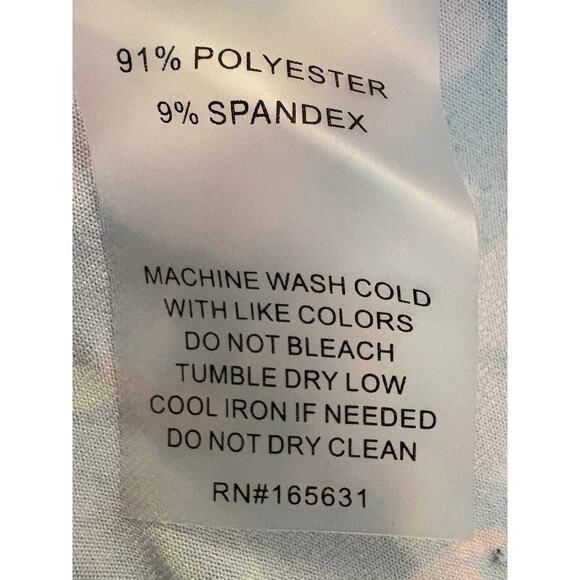 91% POLYESTER
9% SPANDEX
MACHINE WASH COLD
WITH LIKE COLORS
DO NOT BLEACH
TUMBLE DRY LOW
COOL IRON IF NEEDED
DO NOT DRY CLEAN
RN#165631